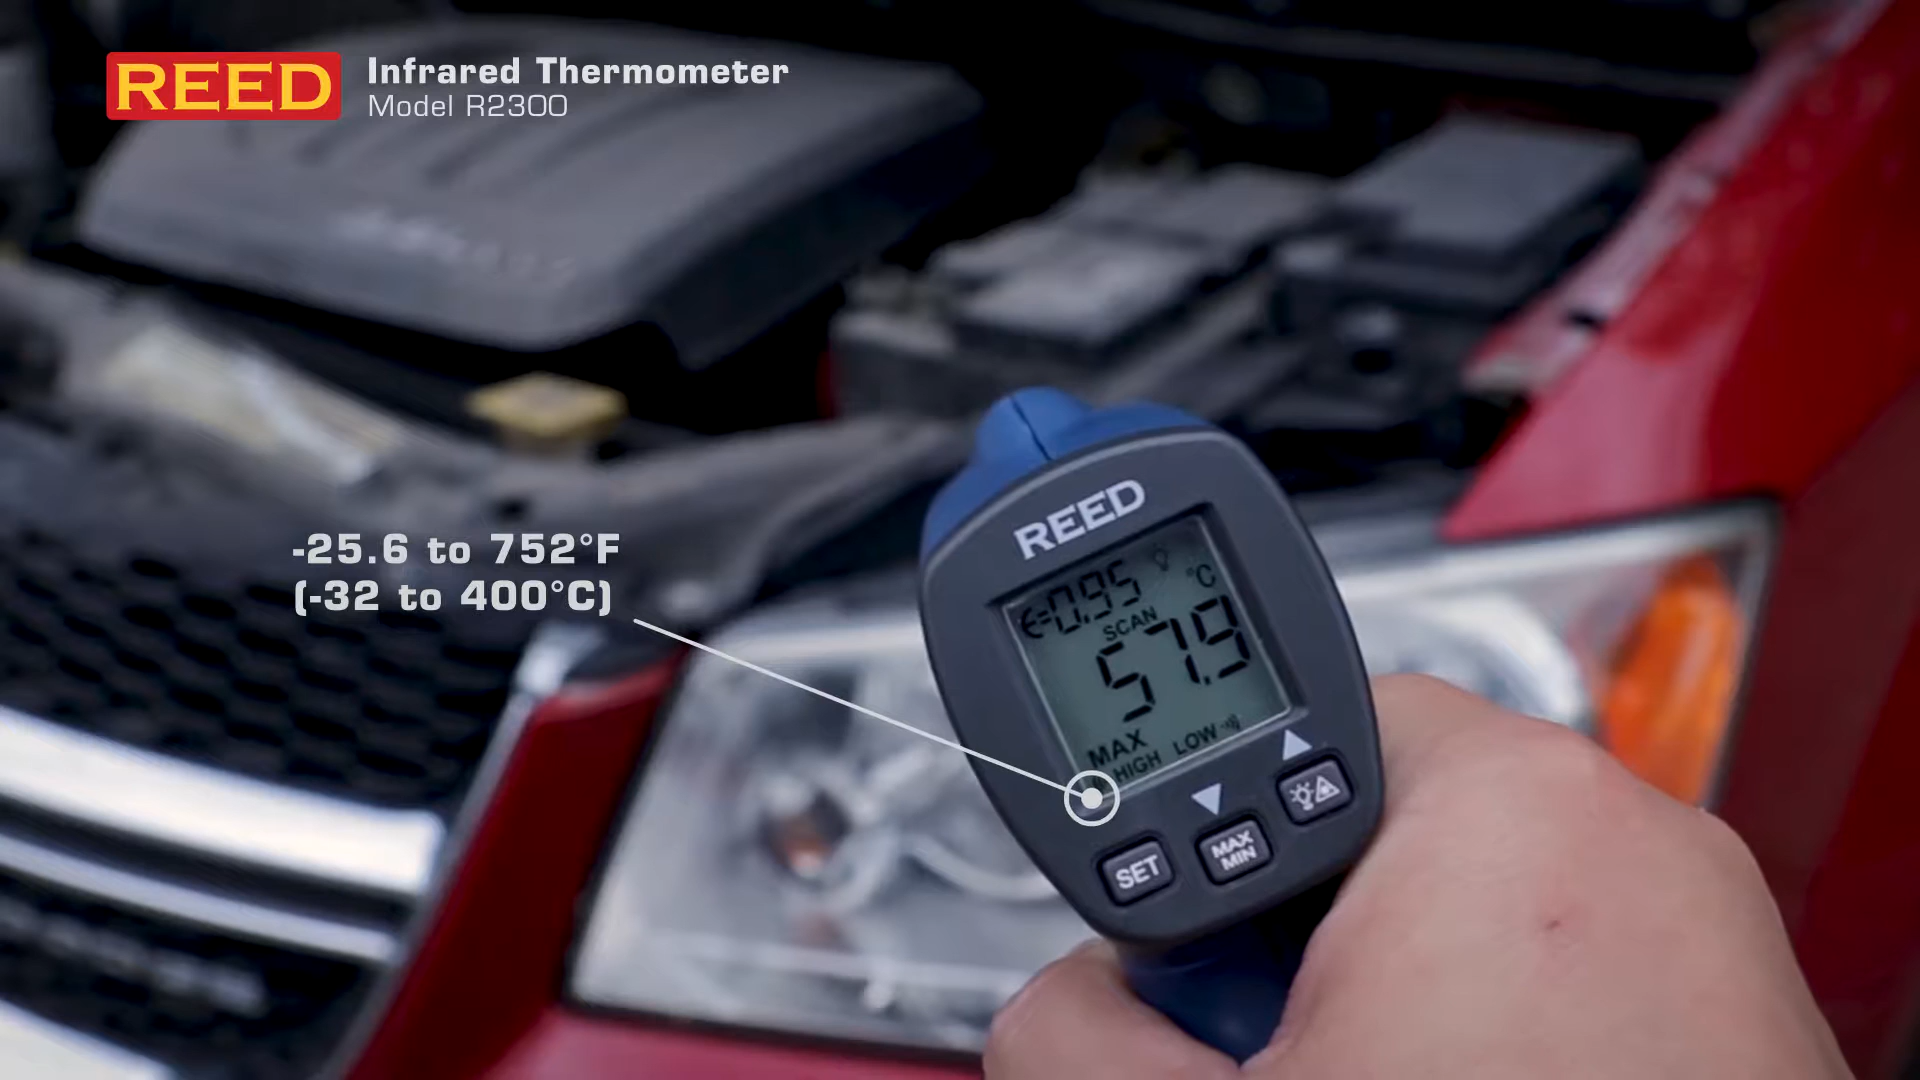 REED
Infrared Thermometer
Model R2300
-25.6 to 752°F
(-32 to 400°C)
REED
ϵ=0.95 °C
SCAN
57.9
MAX
HIGH LOW
SET
MAX
MIN